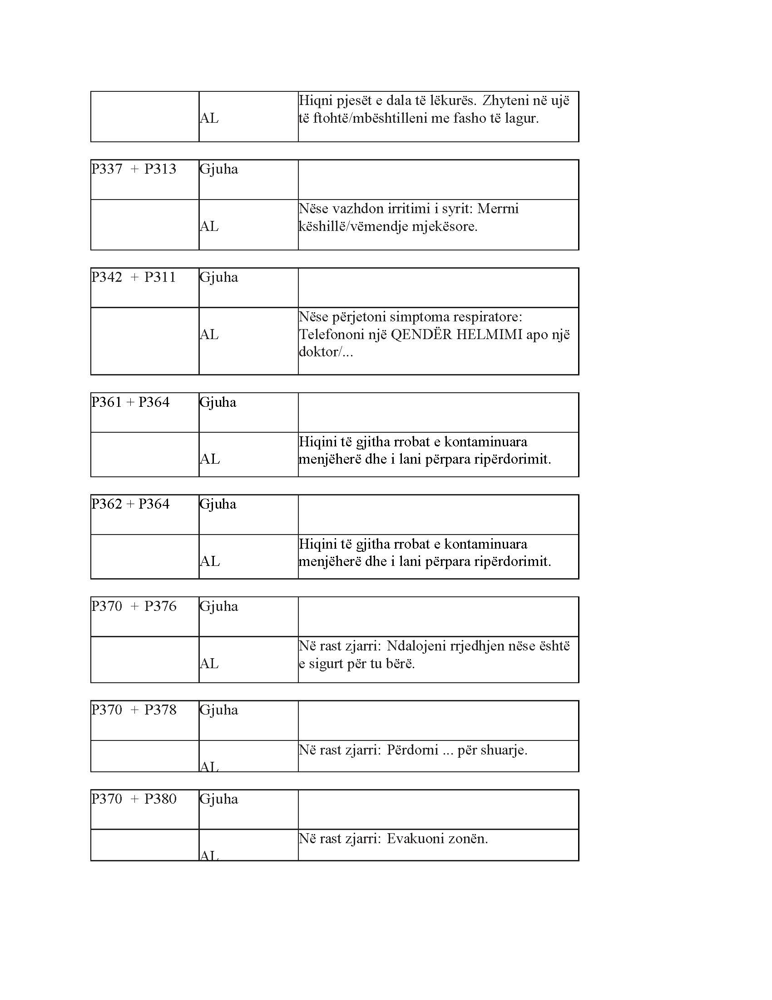 Hiqni pjesët e dala të lëkurës. Zhyteni në ujë
AL të ftohtë/mbështilleni me fasho të lagur.
P337 + P313 Gjuha
Nëse vazhdon irritimi i syrit: Merrni
AL këshillë/vëmendje mjekësore.
P342 + P311 Gjuha
Nëse përjetoni simptoma respiratore:
AL Telefononi një QENDËR HELMIMI apo një
doktor/...
P361 + P364 Gjuha
Hiqini të gjitha rrobat e kontaminuara
AL menjëherë dhe i lani përpara ripërdorimit.
P362 + P364 Gjuha
Hiqini të gjitha rrobat e kontaminuara
AL menjëherë dhe i lani përpara ripërdorimit.
P370 + P376 Gjuha
Në rast zjarri: Ndalojeni rrjedhjen nëse është
AL e sigurt për tu bërë.
P370 + P378 Gjuha
Në rast zjarri: Përdorni ... për shuarje.
AL
P370 + P380 Gjuha
Në rast zjarri: Evakuoni zonën.
AL